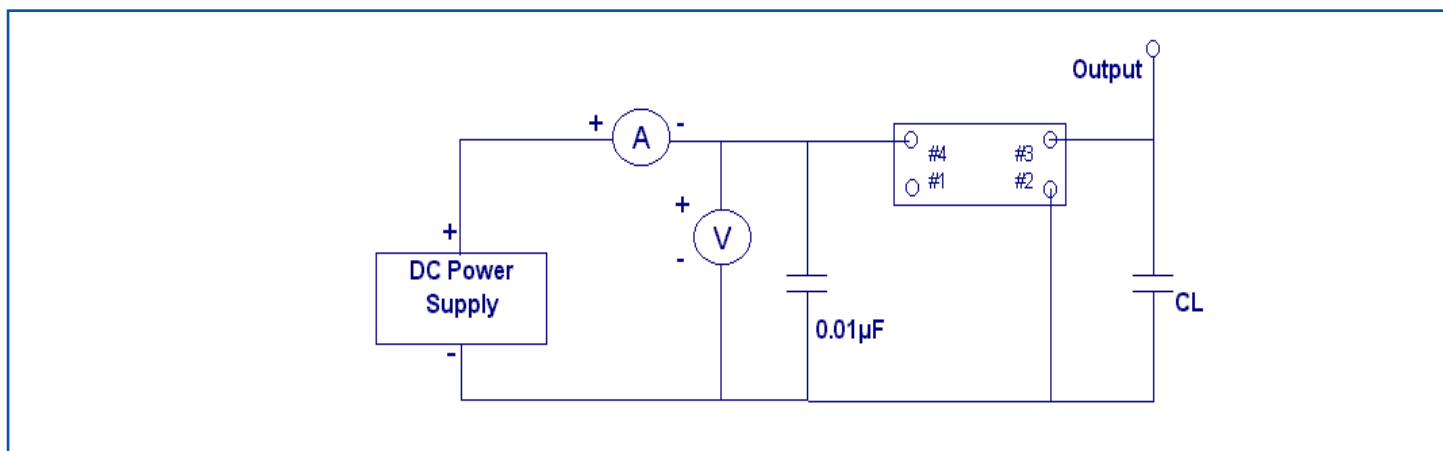 Output
+ A -
#4 #3
#1 #2
+
V
-
+
DC Power
Supply
-
0.01µF
CL